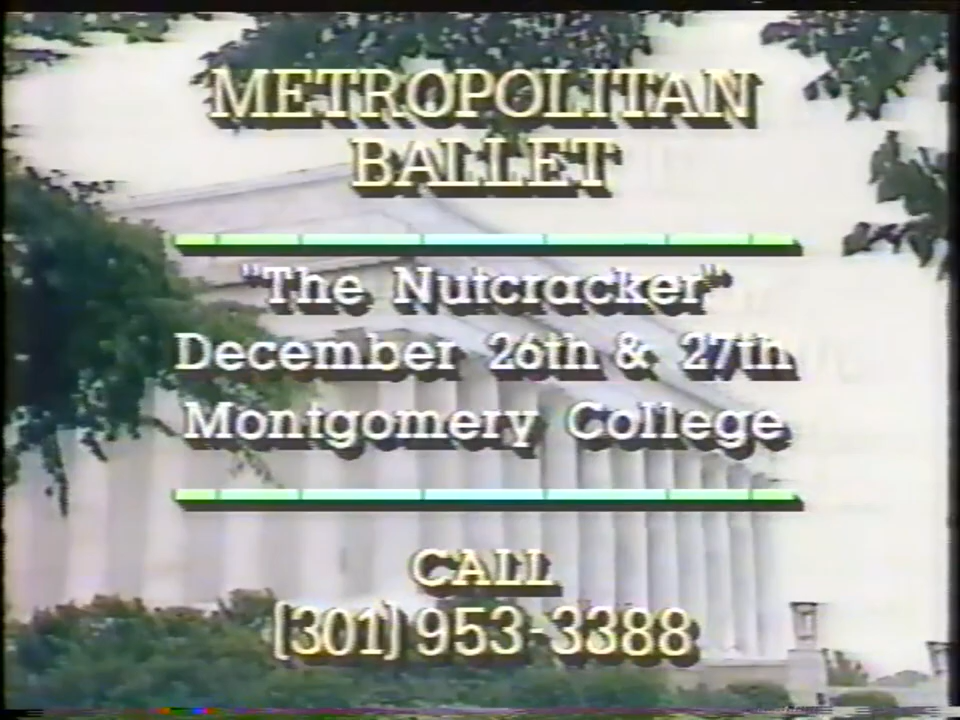 METROPOLITAN
BALLET
"The Nutcracker"
December 26th & 27th
Montgomery College
CALL
(301) 953-3388